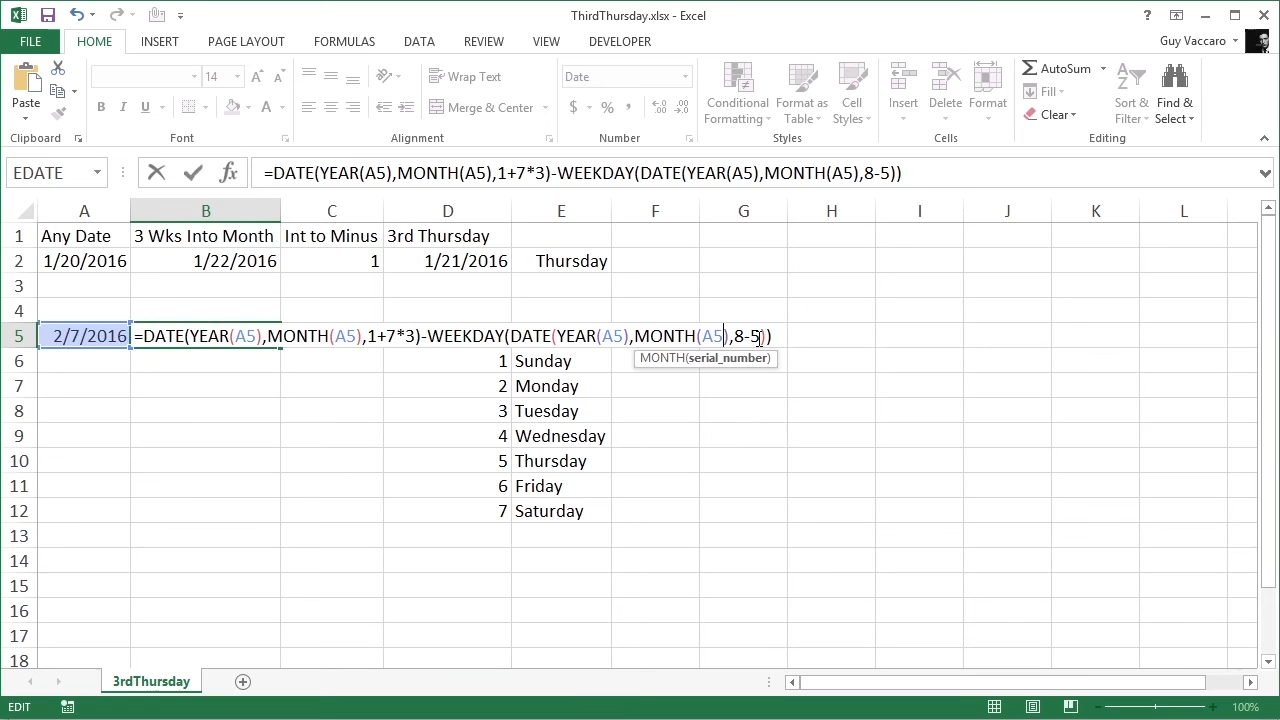 ThirdThursday.xlsx - Excel
FILE HOME INSERT PAGE LAYOUT FORMULAS DATA REVIEW VIEW DEVELOPER Guy Vaccaro
Paste
14
B I U
Wrap Text
Merge & Center
Date
$ % ,
Conditional Formatting
Format as Table
Cell Styles
Insert Delete Format
AutoSum
Fill
Clear
Sort & Filter
Find & Select
Clipboard Font Alignment Number Styles Cells Editing
EDATE fx =DATE(YEAR(A5),MONTH(A5),1+7*3)-WEEKDAY(DATE(YEAR(A5),MONTH(A5),8-5))
A B C D E F G H I J K L
1 Any Date 3 Wks Into Month Int to Minus 3rd Thursday
2 1/20/2016 1/22/2016 1 1/21/2016 Thursday
3
4
5 2/7/2016 =DATE(YEAR(A5),MONTH(A5),1+7*3)-WEEKDAY(DATE(YEAR(A5),MONTH(A5),8-5))
MONTH(serial_number)
6 1 Sunday
7 2 Monday
8 3 Tuesday
9 4 Wednesday
10 5 Thursday
11 6 Friday
12 7 Saturday
13
14
15
16
17
18
3rdThursday
EDIT 100%